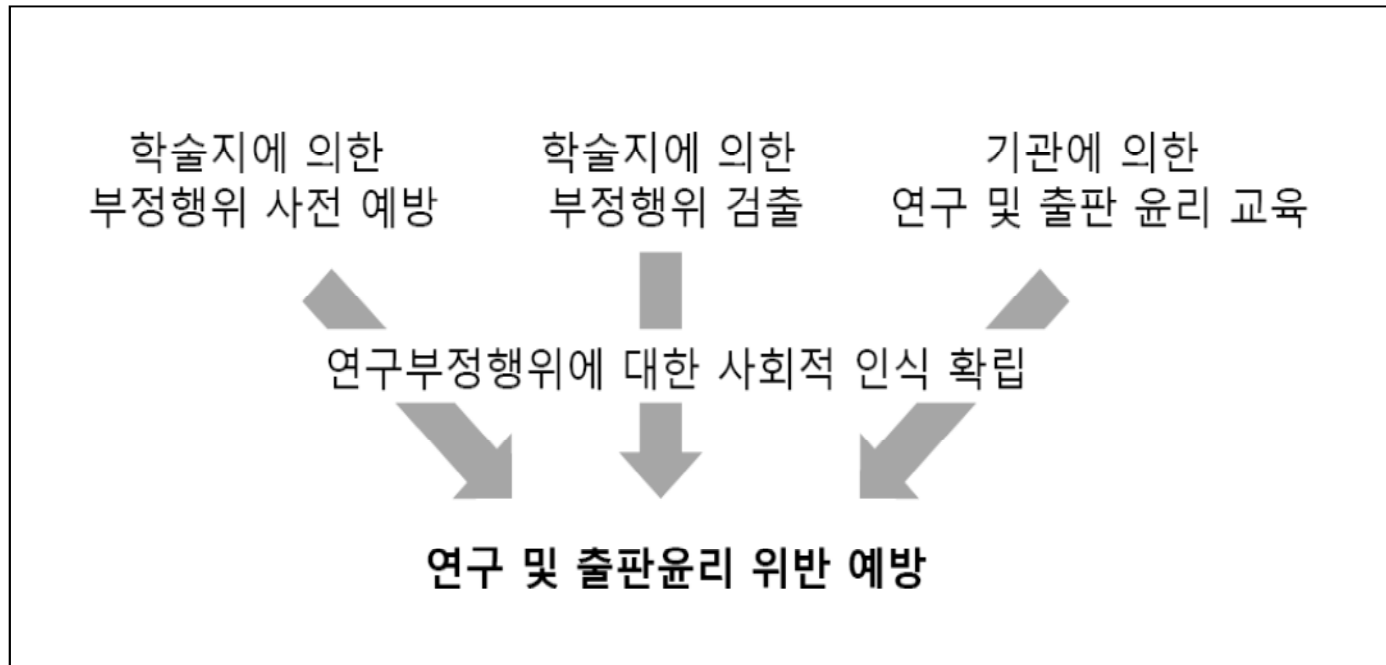 학술지에 의한
부정행위 사전 예방
학술지에 의한
부정행위 검출
기관에 의한
연구 및 출판 윤리 교육
연구부정행위에 대한 사회적 인식 확립
연구 및 출판윤리 위반 예방